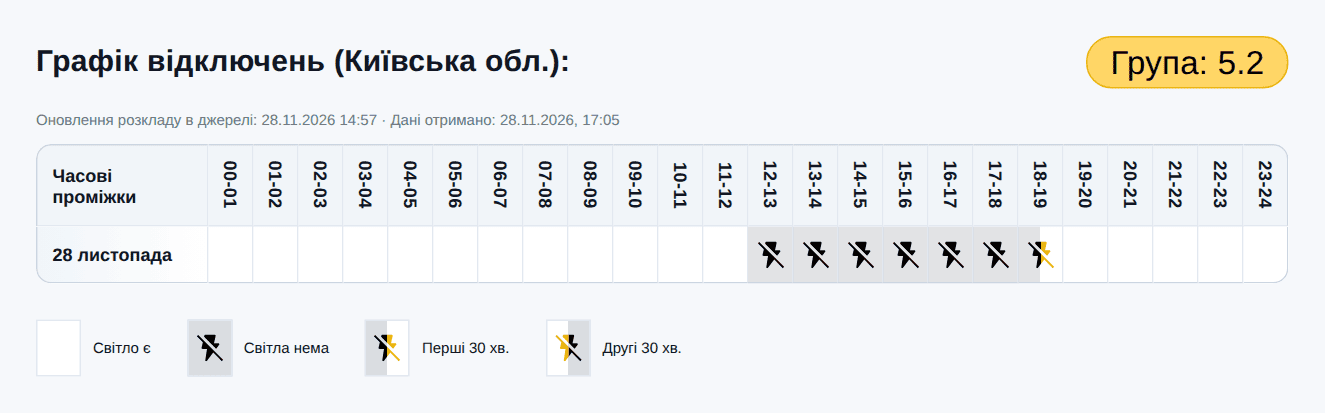 Графік відключень (Київська обл.):
Група: 5.2
Оновлення розкладу в джерелі: 28.11.2026 14:57 · Дані отримано: 28.11.2026, 17:05
Часові
проміжки
00-01
01-02
02-03
03-04
04-05
05-06
06-07
07-08
08-09
09-10
10-11
11-12
12-13
13-14
14-15
15-16
16-17
17-18
18-19
19-20
20-21
21-22
22-23
23-24
28 листопада
Світло є
Світла нема
Перші 30 хв.
Другі 30 хв.